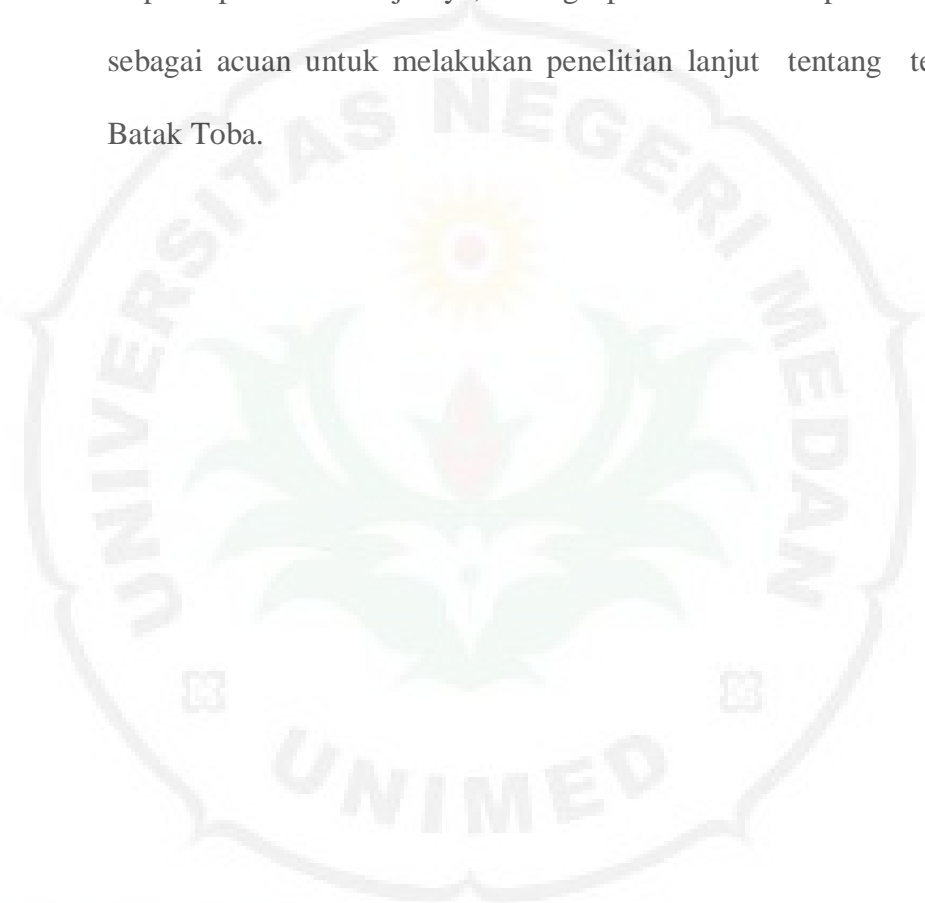 sebagai acuan untuk melakukan penelitian lanjut tentang
Batak Toba.
UNIVERSITAS NEGERI MEDAN
UNIMED